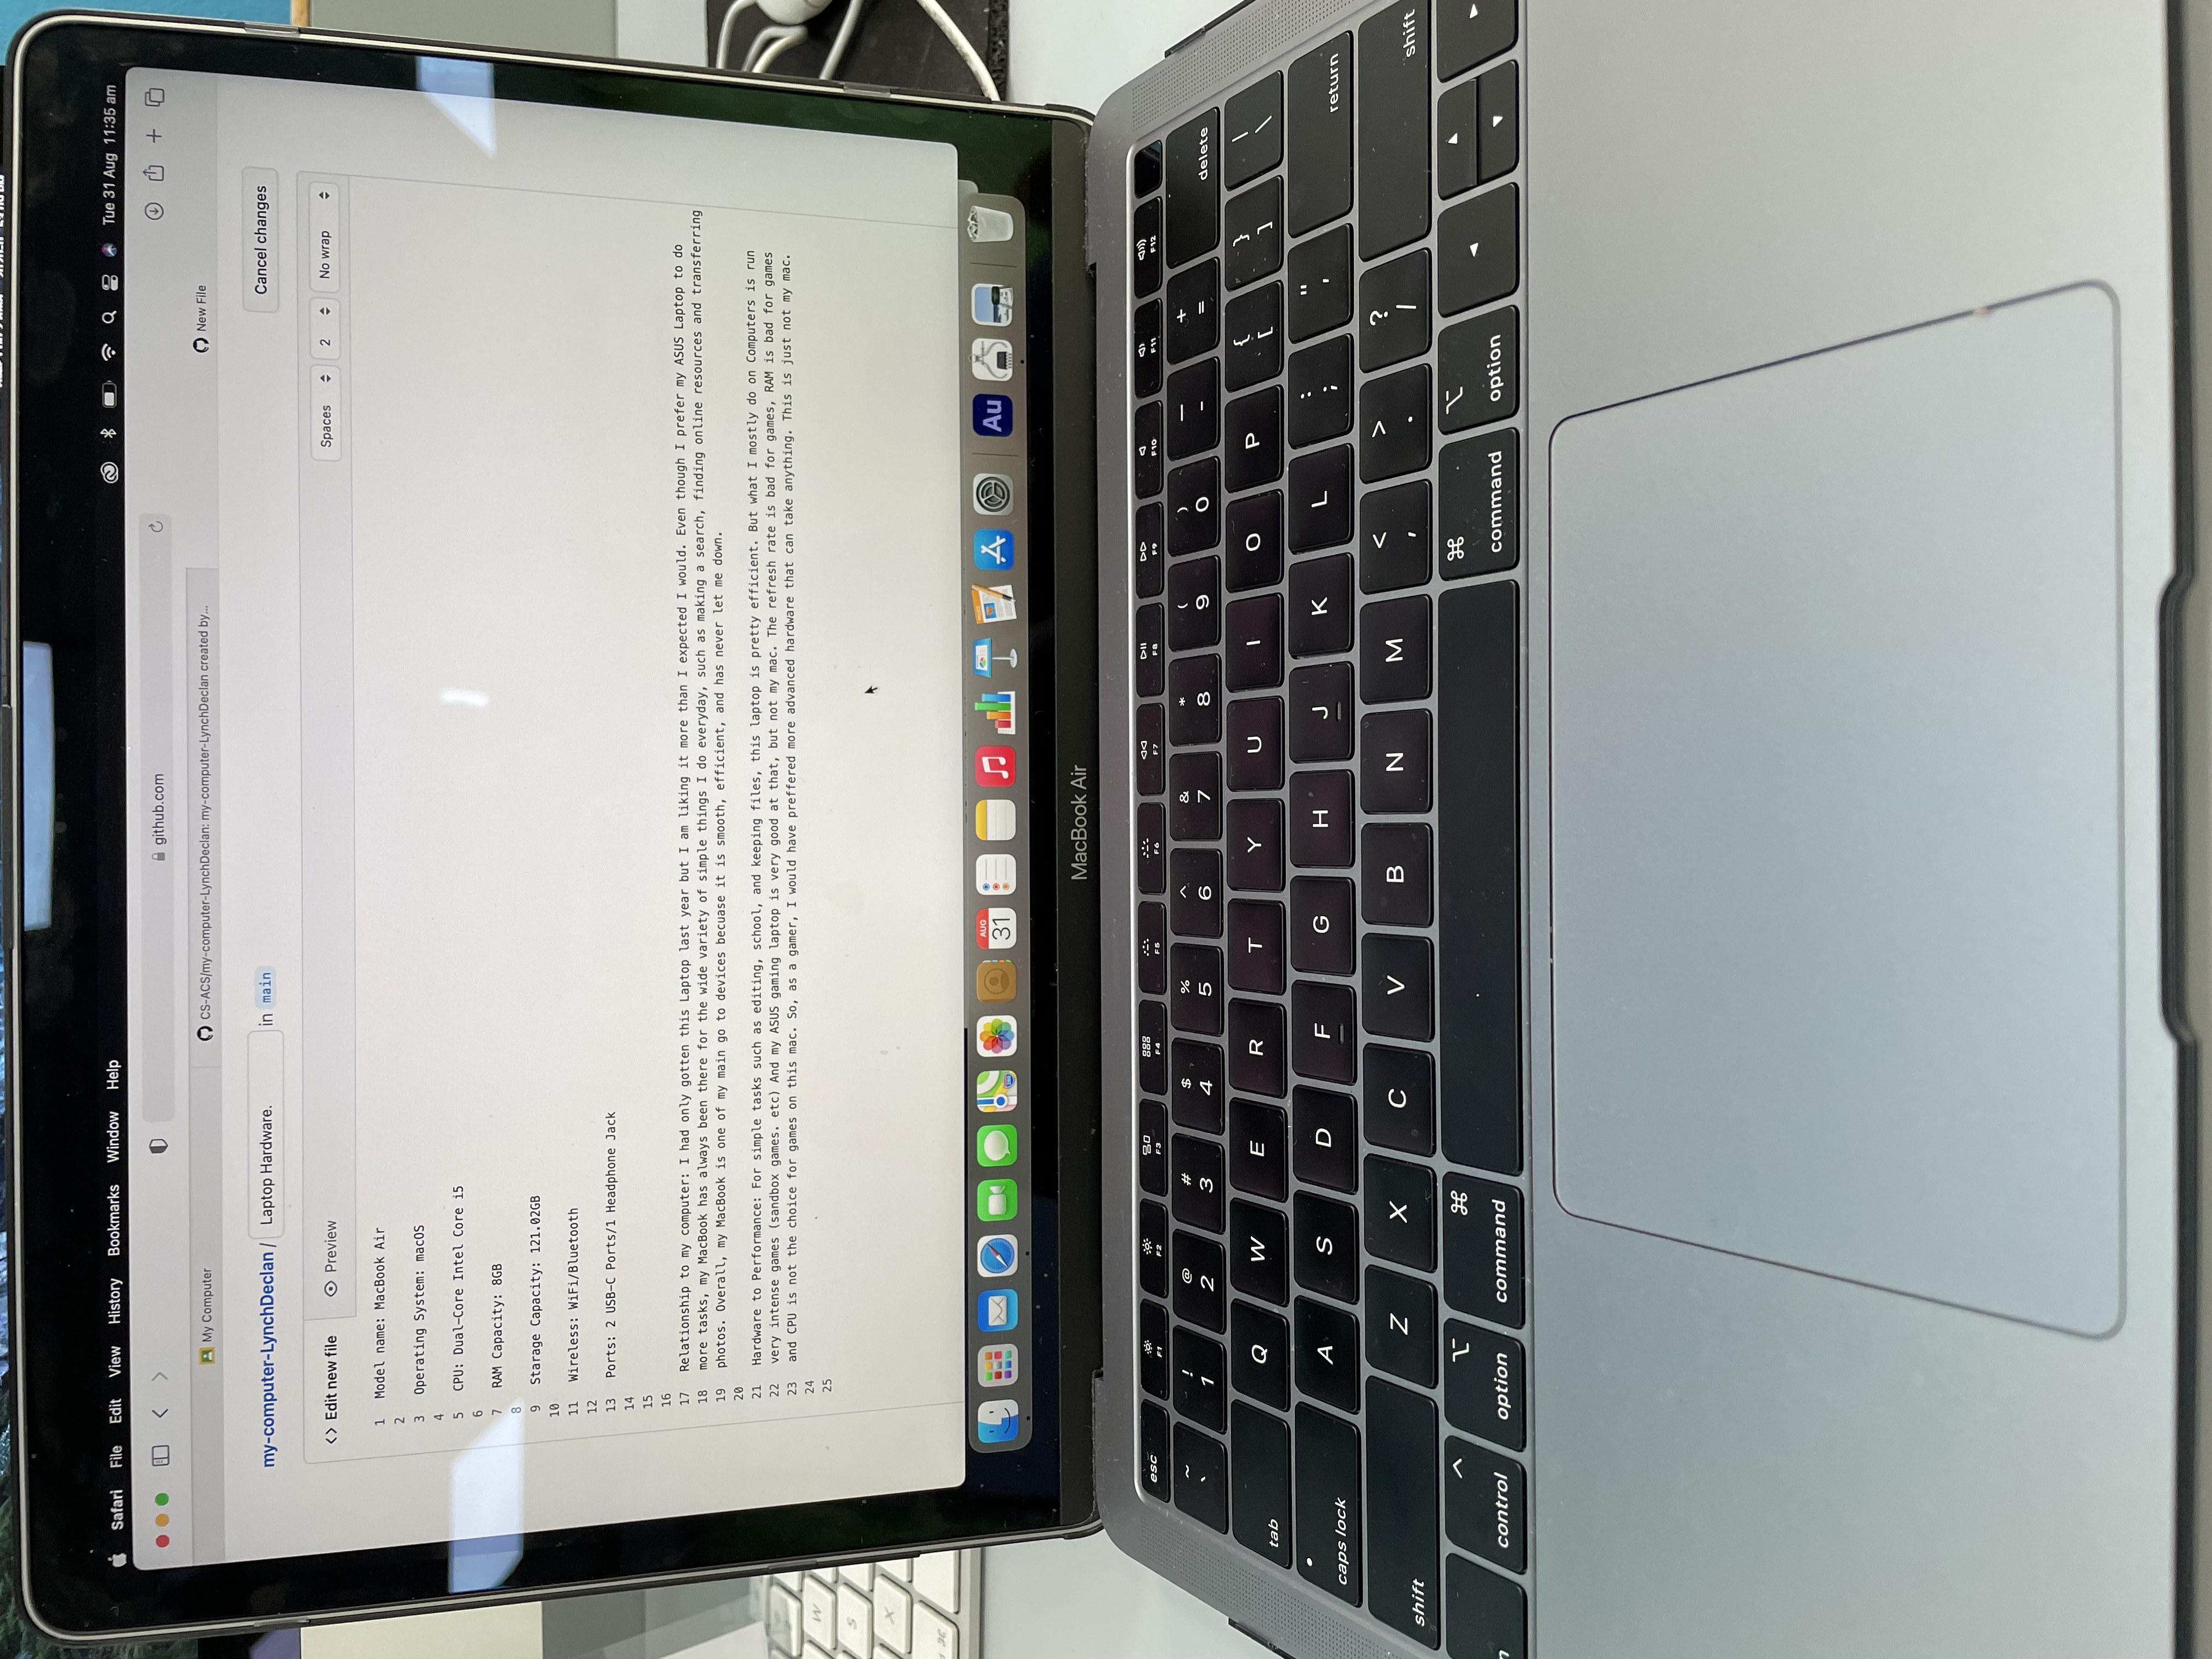 Safari File Edit View History Bookmarks Window Help Tue 31 Aug 11:35 am
github.com
My Computer CS-ACS/my-computer-LynchDeclan: my-computer-LynchDeclan created by... New File
my-computer-LynchDeclan / Laptop Hardware. in main Cancel changes
<> Edit new file Preview Spaces 2 No wrap
1 Model name: MacBook Air
2
3 Operating System: macOS
4
5 CPU: Dual-Core Intel Core i5
6
7 RAM Capacity: 8GB
8
9 Starage Capacity: 121.02GB
10
11 Wireless: WiFi/Bluetooth
12
13 Ports: 2 USB-C Ports/1 Headphone Jack
14
15
16
17 Relationship to my computer: I had only gotten this Laptop last year but I am liking it more than I expected I would. Even though I prefer my ASUS Laptop to do
18 more tasks, my MacBook has always been there for the wide variety of simple things I do everyday, such as making a search, finding online resources and transferring
19 photos. Overall, my MacBook is one of my main go to devices becuase it is smooth, efficient, and has never let me down.
20
21 Hardware to Performance: For simple tasks such as editing, school, and keeping files, this laptop is pretty efficient. But what I mostly do on Computers is run
22 very intense games (sandbox games. etc) And my ASUS gaming laptop is very good at that, but not my mac. The refresh rate is bad for games, RAM is bad for games
23 and CPU is not the choice for games on this mac. So, as a gamer, I would have preffered more advanced hardware that can take anything. This is just not my mac.
24
25
AUG
31
Au
MacBook Air
esc F1 F2 F3 F4 F5 F6 F7 F8 F9 F10 F11 F12
~ ! @ # $ % ^ & * ( ) — +
` 1 2 3 4 5 6 7 8 9 0 - = delete
tab Q W E R T Y U I O P { [ } ] | \
caps lock A S D F G H J K L : ; " ' return
shift Z X C V B N M < , > . ? / shift
control option command command option
W
S
X